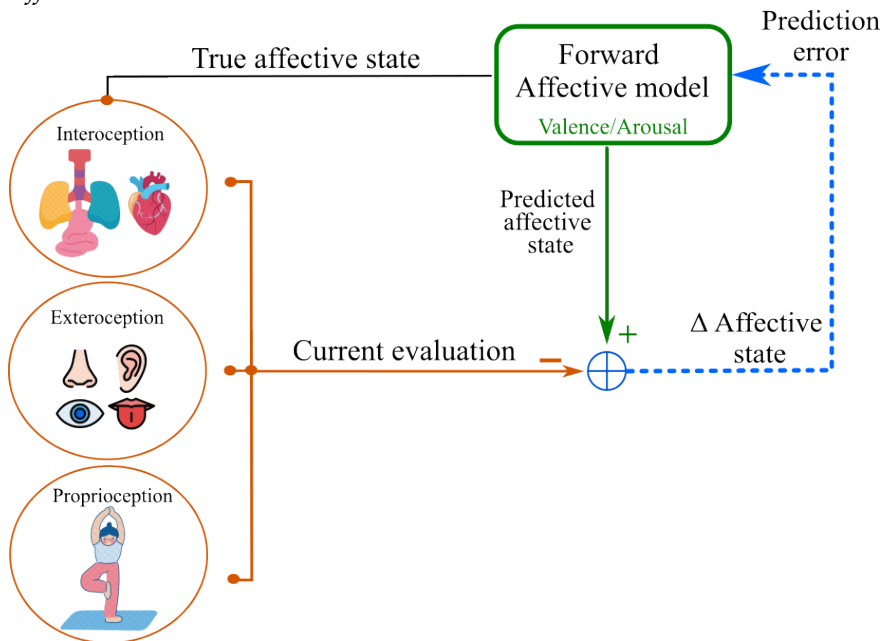 Prediction
error
True affective state
Forward
Affective model
Valence/Arousal
Interoception
Predicted
affective
state
Exteroception
+
Δ Affective
state
Current evaluation
−
Proprioception